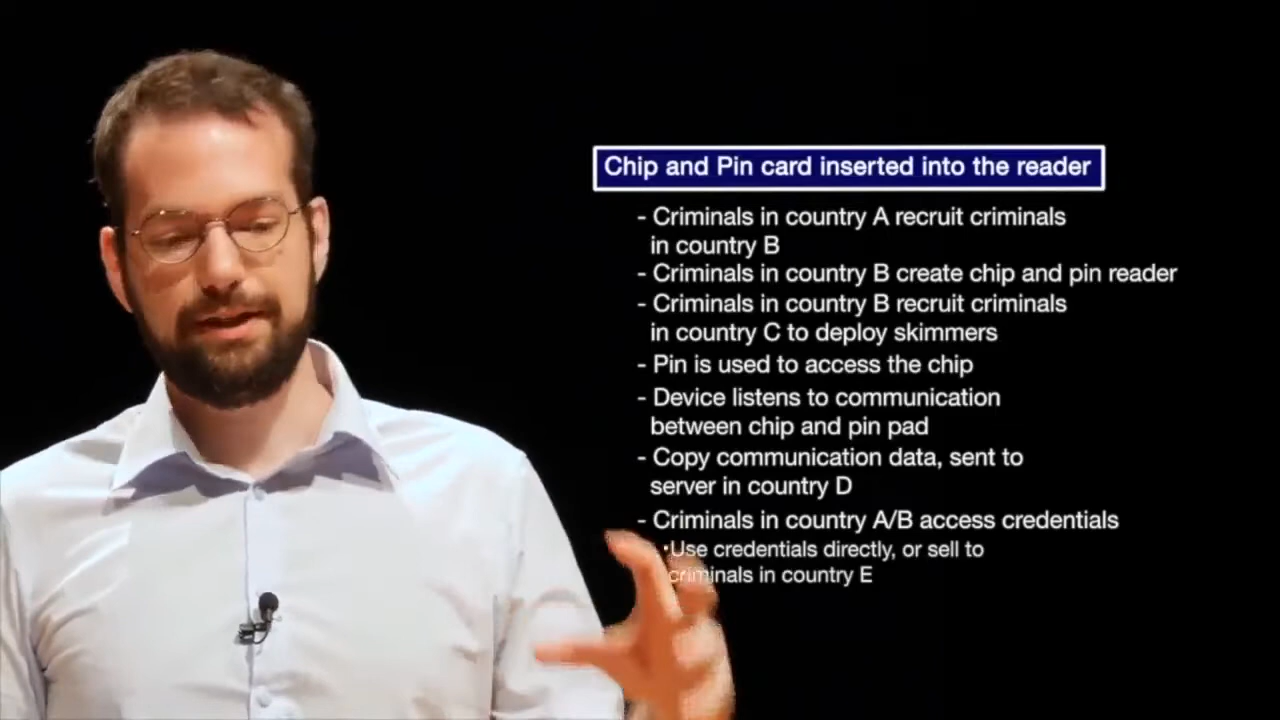 Chip and Pin card inserted into the reader
- Criminals in country A recruit criminals
in country B
- Criminals in country B create chip and pin reader
- Criminals in country B recruit criminals
in country C to deploy skimmers
- Pin is used to access the chip
- Device listens to communication
between chip and pin pad
- Copy communication data, sent to
server in country D
- Criminals in country A/B access credentials
·Use credentials directly, or sell to
criminals in country E